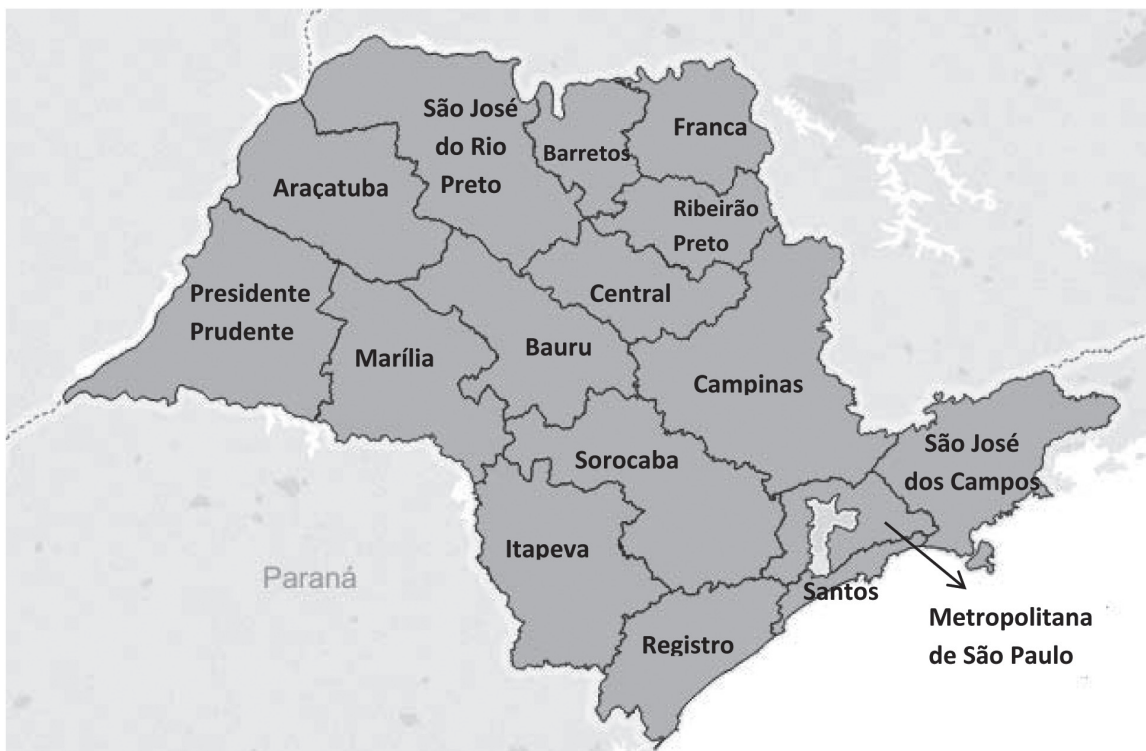 São José
do Rio
Preto
Barretos
Franca
Araçatuba
Ribeirão
Preto
Presidente
Prudente
Central
Marília
Bauru
Campinas
São José
dos Campos
Sorocaba
Itapeva
Paraná
Santos
Metropolitana
de São Paulo
Registro